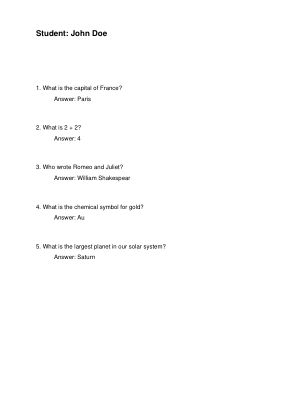 Student: John Doe
1. What is the capital of France?
Answer: Paris
2. What is 2 + 2?
Answer: 4
3. Who wrote Romeo and Juliet?
Answer: William Shakespear
4. What is the chemical symbol for gold?
Answer: Au
5. What is the largest planet in our solar system?
Answer: Saturn